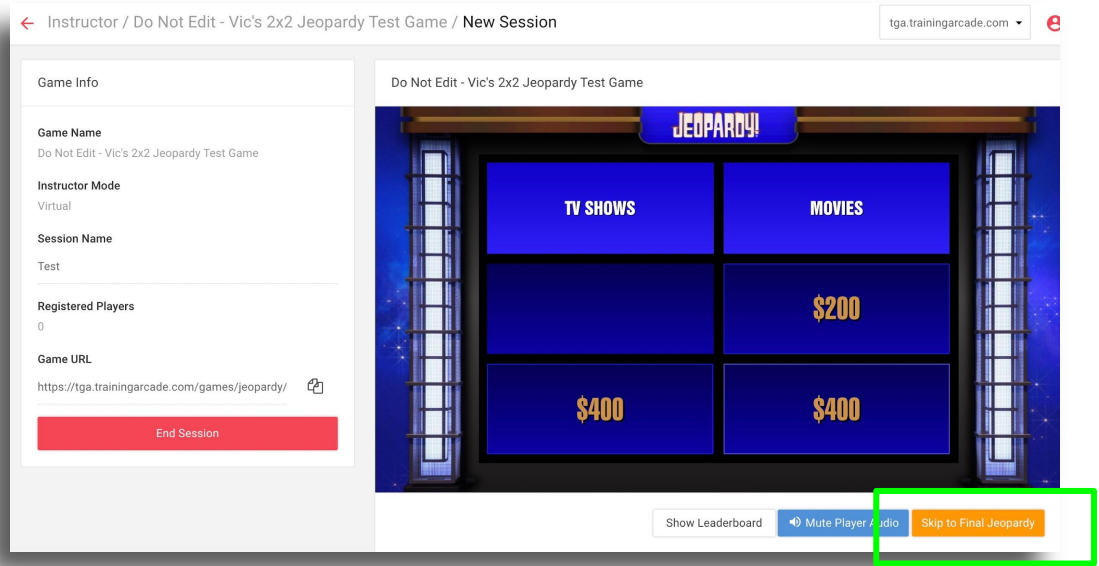 Instructor / Do Not Edit - Vic's 2x2 Jeopardy Test Game / New Session
tga.trainingarcade.com
Game Info
Game Name
Do Not Edit - Vic's 2x2 Jeopardy Test Game
Instructor Mode
Virtual
Session Name
Test
Registered Players
0
Game URL
https://tga.trainingarcade.com/games/jeopardy/
End Session
Do Not Edit - Vic's 2x2 Jeopardy Test Game
JEOPARDY!
TV SHOWS
MOVIES
$200
$400
$400
Show Leaderboard
Mute Player Audio
Skip to Final Jeopardy